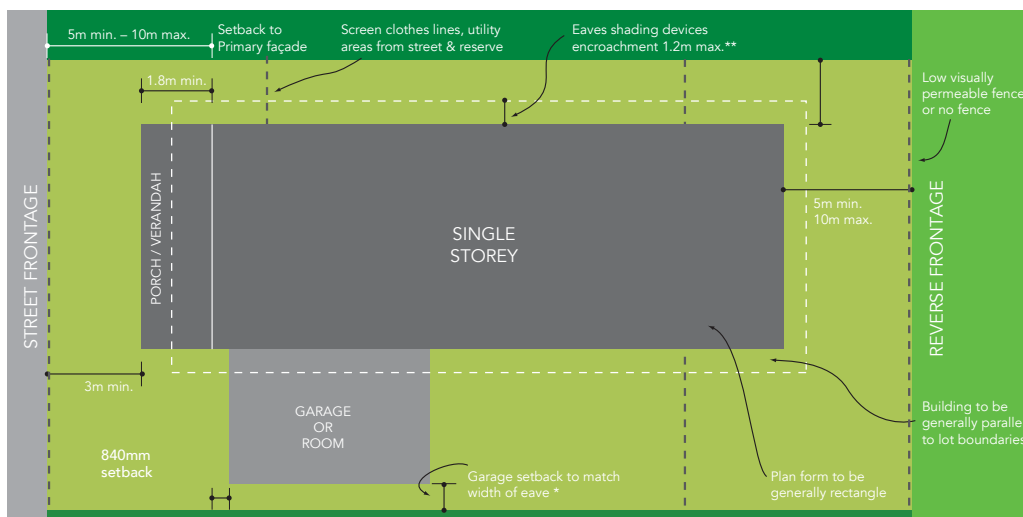 5m min. – 10m max.
Setback to
Primary façade
Screen clothes lines, utility
areas from street & reserve
Eaves shading devices
encroachment 1.2m max.**
1.8m min.
Low visually
permeable fence
or no fence
STREET FRONTAGE
PORCH / VERANDAH
SINGLE
STOREY
5m min.
10m max.
REVERSE FRONTAGE
3m min.
GARAGE
OR
ROOM
840mm
setback
Garage setback to match
width of eave *
Plan form to be
generally rectangle
Building to be
generally paralle
to lot boundaries